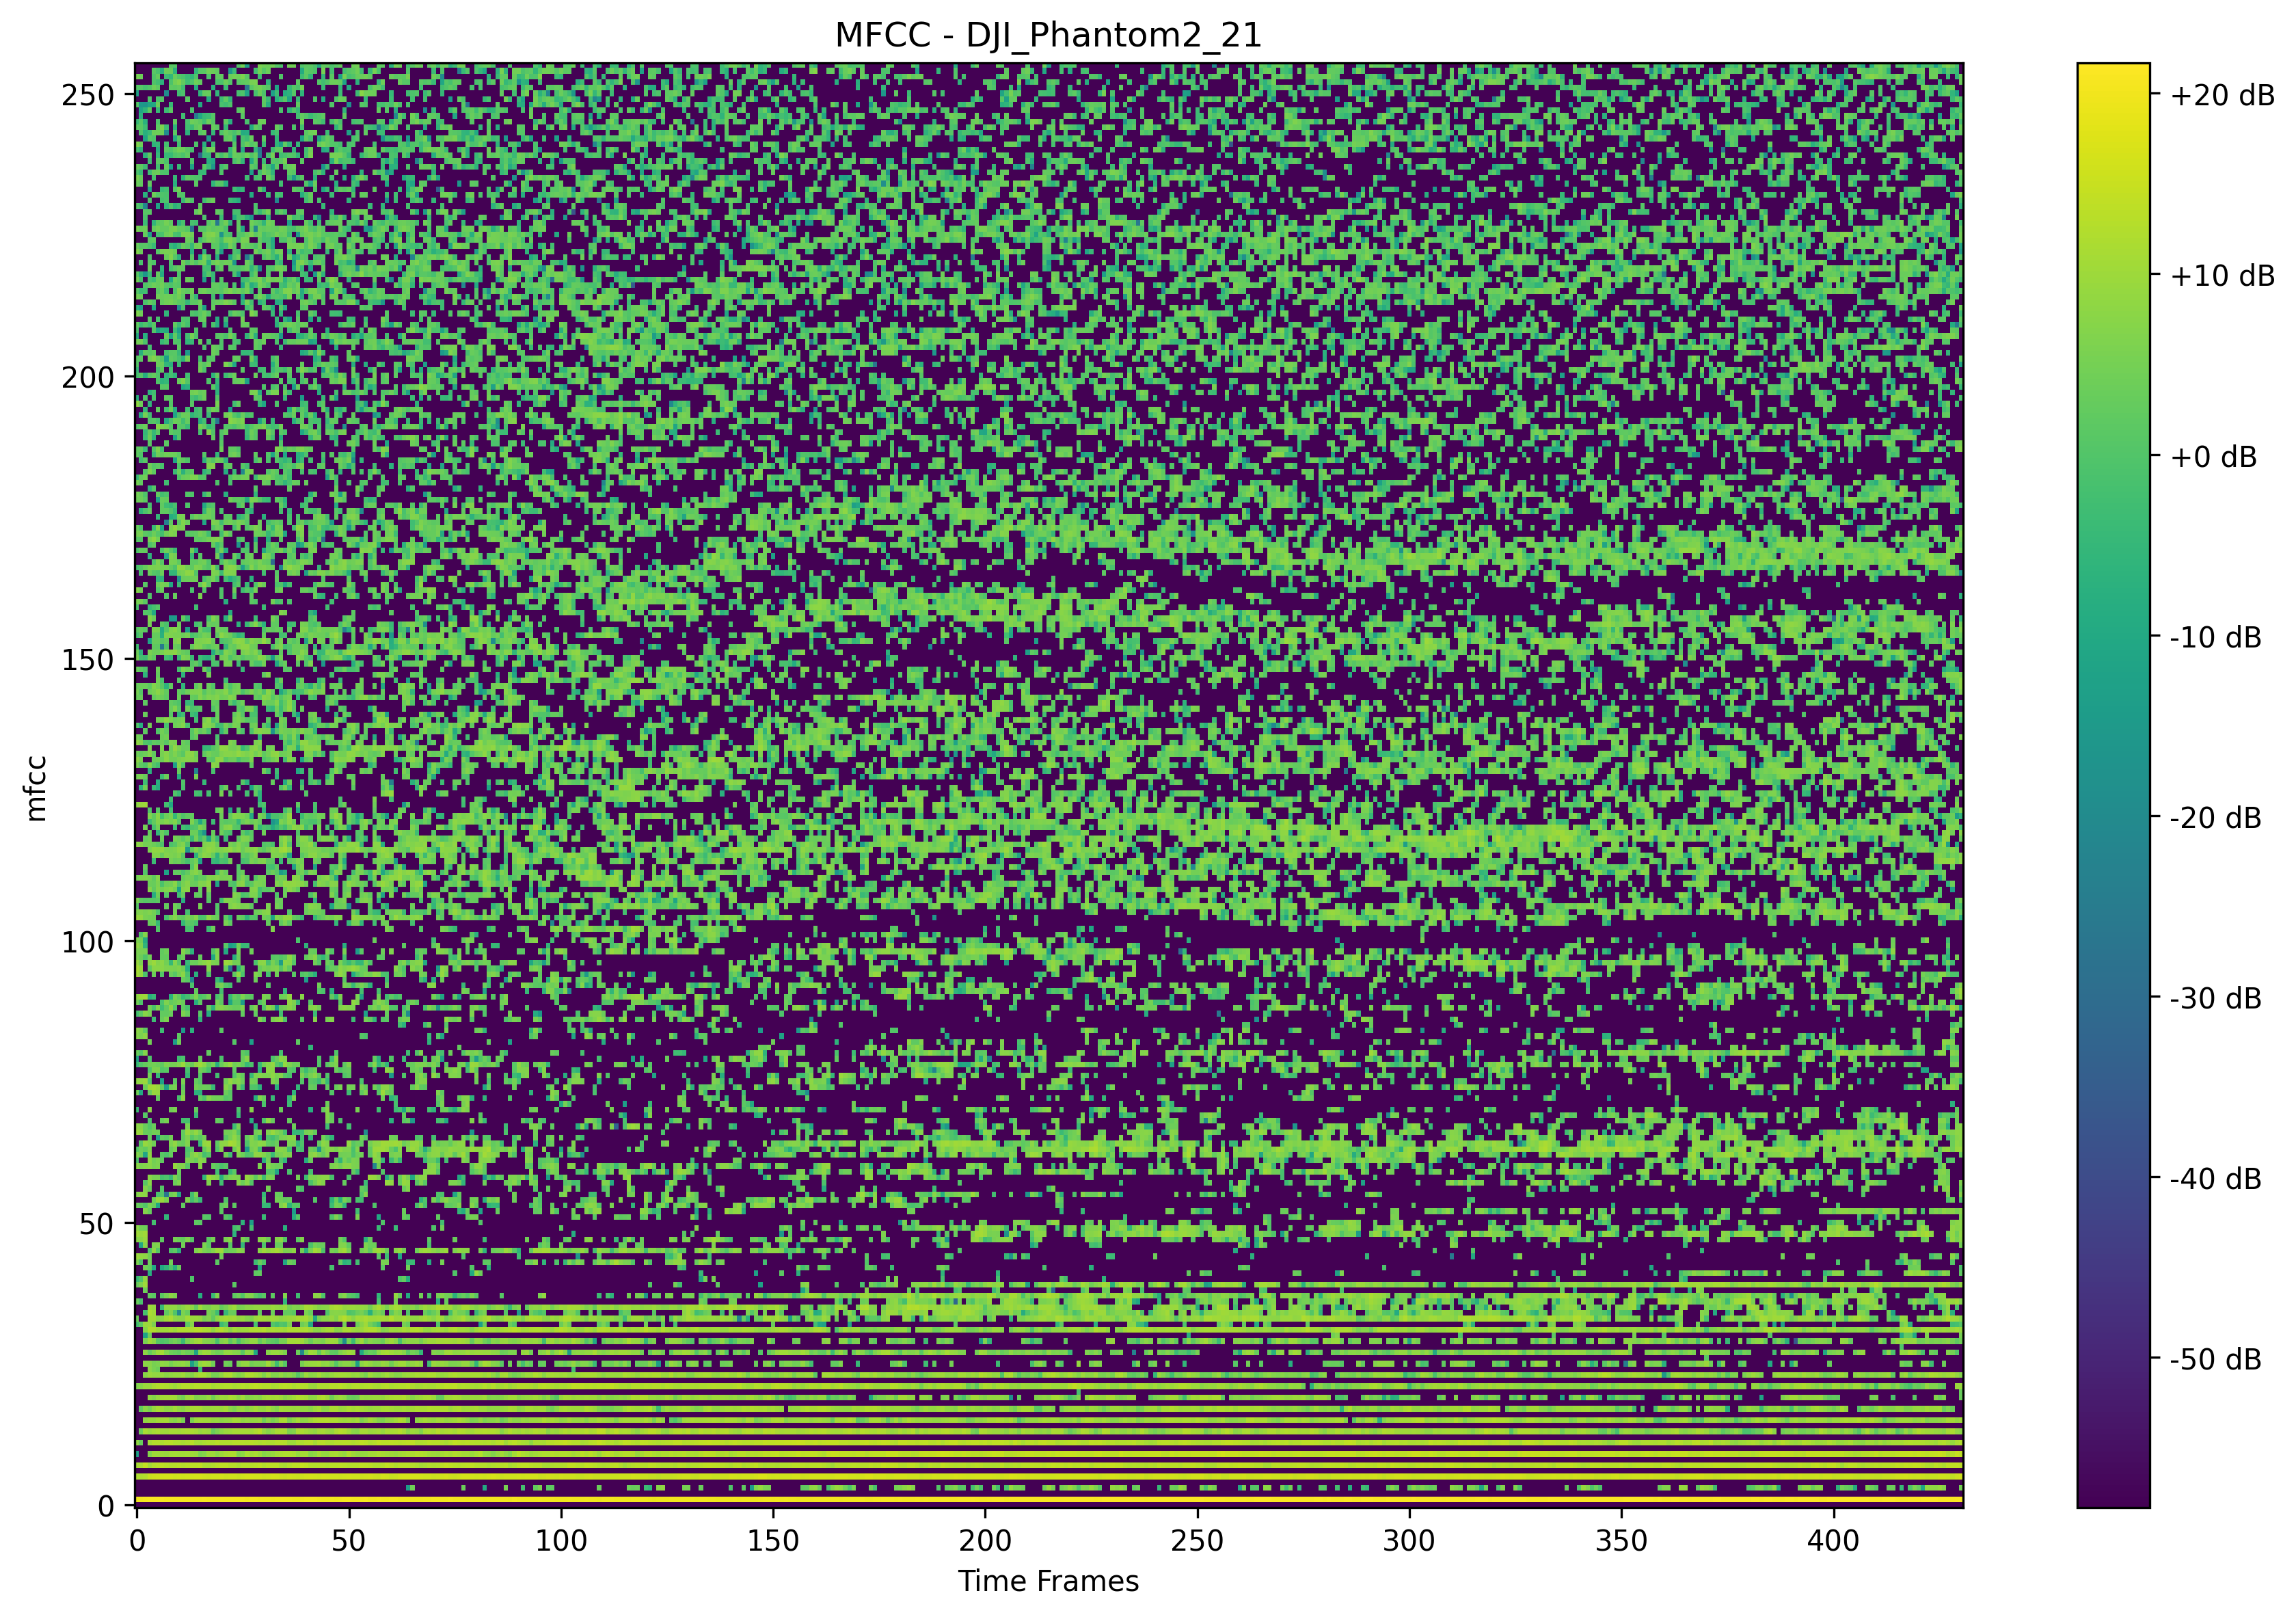 MFCC - DJI_Phantom2_21
250
200
150
100
50
0
mfcc
0 50 100 150 200 250 300 350 400
Time Frames
+20 dB
+10 dB
+0 dB
-10 dB
-20 dB
-30 dB
-40 dB
-50 dB